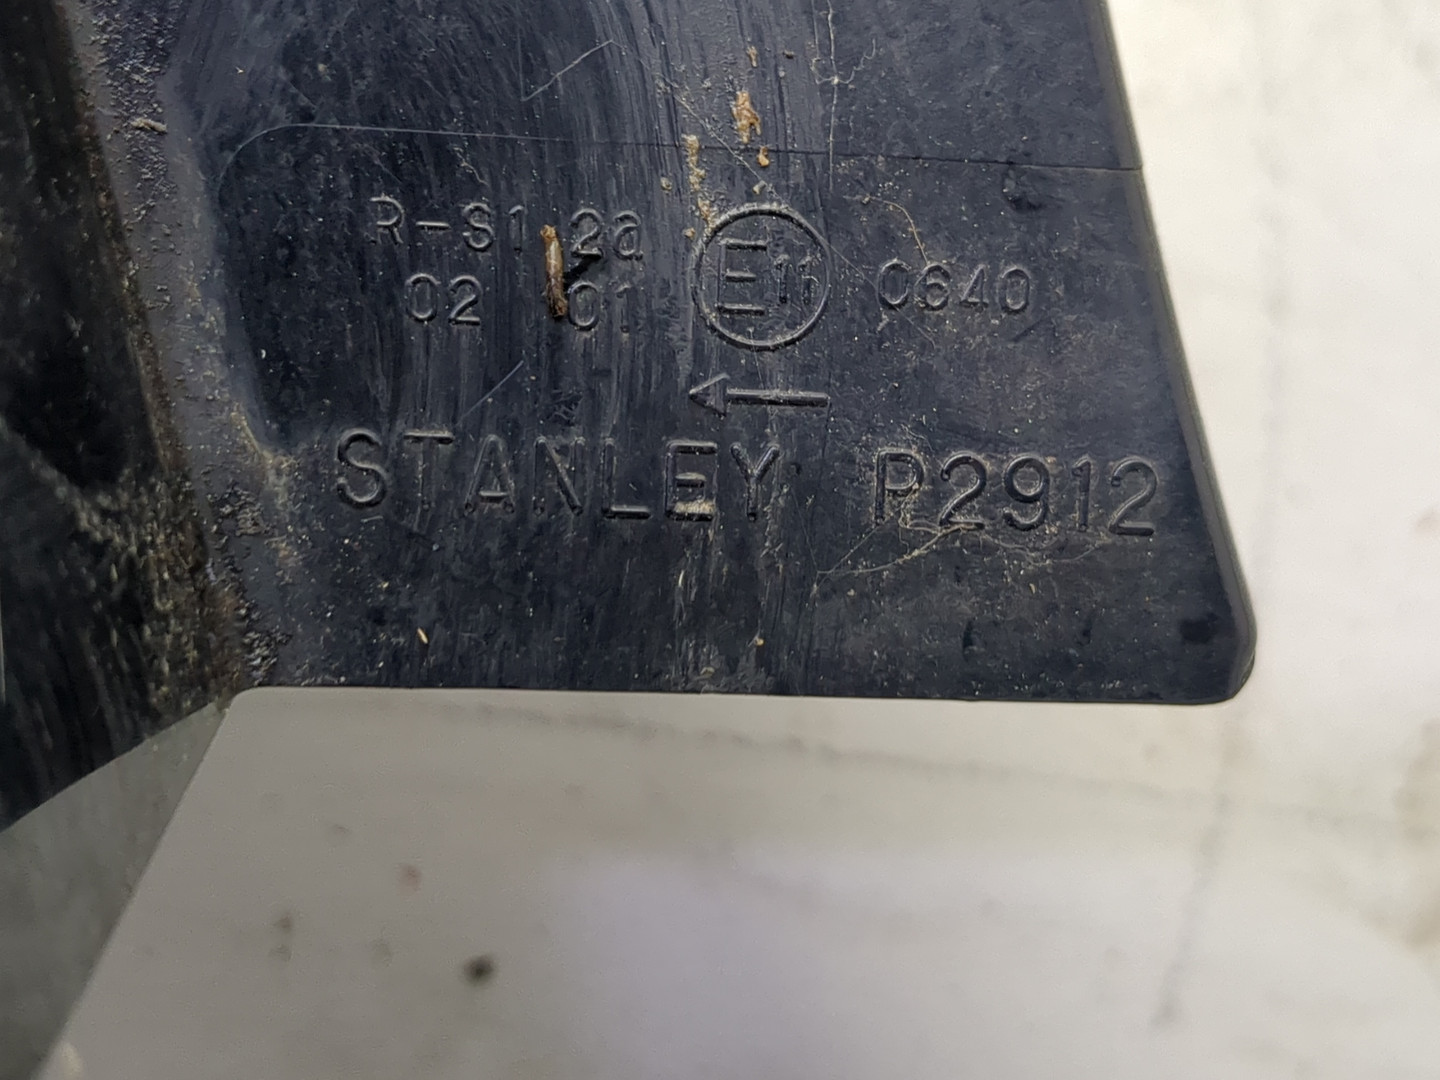 R-S1 2a
02 01 E11 0640
←
STANLEY P2912